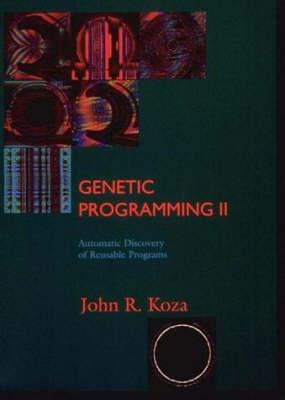 GENETIC
PROGRAMMING II
Automatic Discovery
of Reusable Programs
John R. Koza